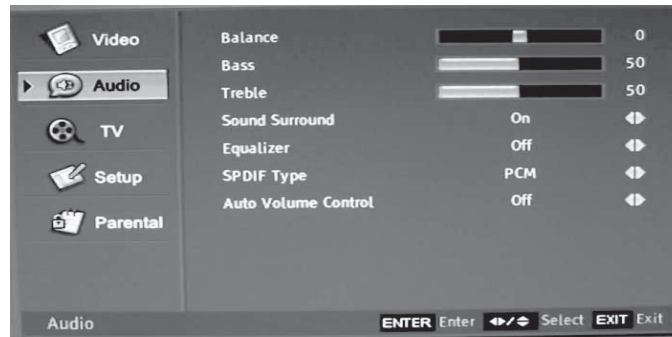 Video
Audio
TV
Setup
Parental
Balance 0
Bass 50
Treble 50
Sound Surround On
Equalizer Off
SPDIF Type PCM
Auto Volume Control Off
Audio
ENTER Enter Select EXIT Exit